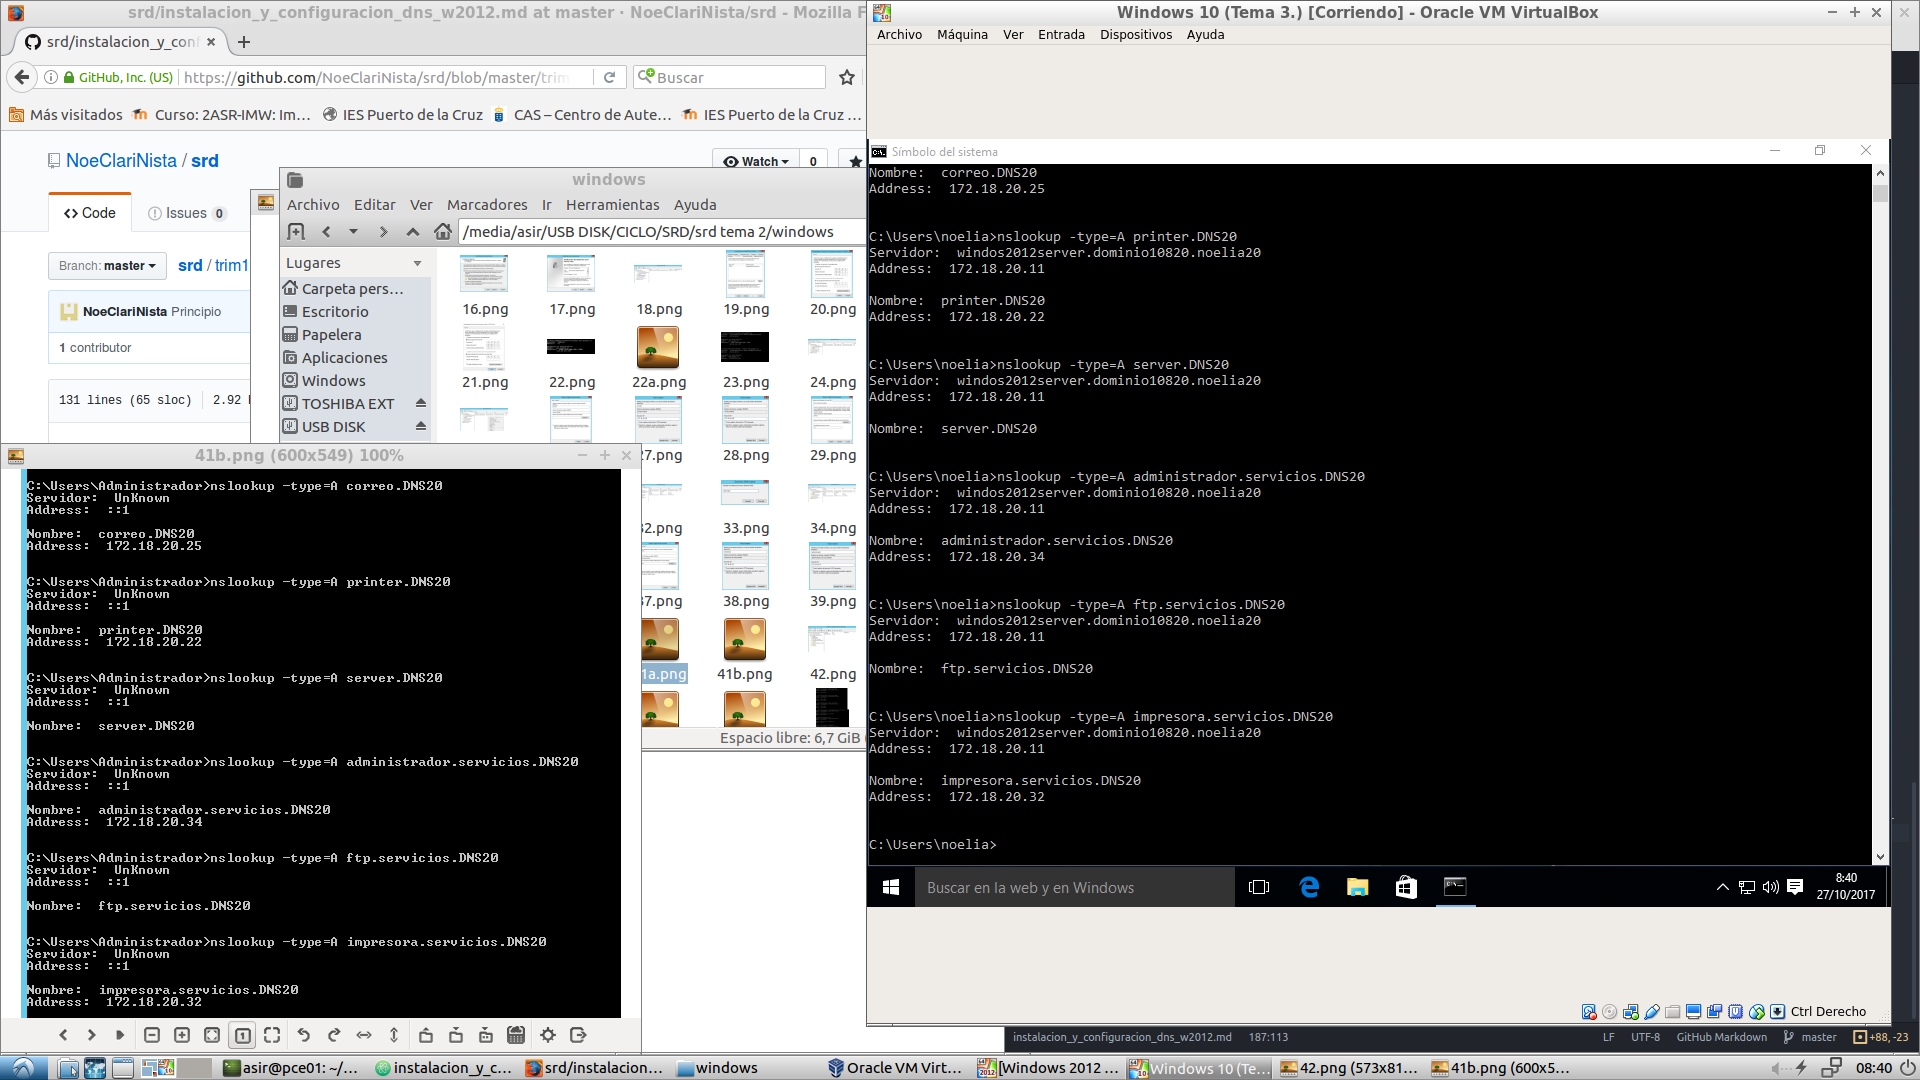 srd/instalacion_y_configuracion_dns_w2012.md at master · NoeClariNista/srd - Mozilla F
srd/instalacion_y_conf
GitHub, Inc. (US)
https://github.com/NoeClariNista/srd/blob/master/trim
Buscar
Más visitados
Curso: 2ASR-IMW: Im...
IES Puerto de la Cruz
CAS – Centro de Aute...
IES Puerto de la Cruz ...
NoeClariNista / srd
Watch
0
Code
Issues 0
Branch: master
srd / trim1
NoeClariNista Principio
1 contributor
131 lines (65 sloc)
2.92
windows
Archivo Editar Ver Marcadores Ir Herramientas Ayuda
/media/asir/USB DISK/CICLO/SRD/srd tema 2/windows
Lugares
Carpeta pers...
Escritorio
Papelera
Aplicaciones
Windows
TOSHIBA EXT
USB DISK
16.png
17.png
18.png
19.png
20.png
21.png
22.png
22a.png
23.png
24.png
27.png
28.png
29.png
32.png
33.png
34.png
37.png
38.png
39.png
1a.png
41b.png
42.png
Espacio libre: 6,7 GiB
41b.png (600x549) 100%
C:\Users\Administrador>nslookup -type=A correo.DNS20
Servidor:  UnKnown
Address:  ::1
Nombre:  correo.DNS20
Address:  172.18.20.25
C:\Users\Administrador>nslookup -type=A printer.DNS20
Servidor:  UnKnown
Address:  ::1
Nombre:  printer.DNS20
Address:  172.18.20.22
C:\Users\Administrador>nslookup -type=A server.DNS20
Servidor:  UnKnown
Address:  ::1
Nombre:  server.DNS20
C:\Users\Administrador>nslookup -type=A administrador.servicios.DNS20
Servidor:  UnKnown
Address:  ::1
Nombre:  administrador.servicios.DNS20
Address:  172.18.20.34
C:\Users\Administrador>nslookup -type=A ftp.servicios.DNS20
Servidor:  UnKnown
Address:  ::1
Nombre:  ftp.servicios.DNS20
C:\Users\Administrador>nslookup -type=A impresora.servicios.DNS20
Servidor:  UnKnown
Address:  ::1
Nombre:  impresora.servicios.DNS20
Address:  172.18.20.32
Windows 10 (Tema 3.) [Corriendo] - Oracle VM VirtualBox
Archivo Máquina Ver Entrada Dispositivos Ayuda
Símbolo del sistema
Nombre:  correo.DNS20
Address:  172.18.20.25
C:\Users\noelia>nslookup -type=A printer.DNS20
Servidor:  windos2012server.dominio10820.noelia20
Address:  172.18.20.11
Nombre:  printer.DNS20
Address:  172.18.20.22
C:\Users\noelia>nslookup -type=A server.DNS20
Servidor:  windos2012server.dominio10820.noelia20
Address:  172.18.20.11
Nombre:  server.DNS20
C:\Users\noelia>nslookup -type=A administrador.servicios.DNS20
Servidor:  windos2012server.dominio10820.noelia20
Address:  172.18.20.11
Nombre:  administrador.servicios.DNS20
Address:  172.18.20.34
C:\Users\noelia>nslookup -type=A ftp.servicios.DNS20
Servidor:  windos2012server.dominio10820.noelia20
Address:  172.18.20.11
Nombre:  ftp.servicios.DNS20
C:\Users\noelia>nslookup -type=A impresora.servicios.DNS20
Servidor:  windos2012server.dominio10820.noelia20
Address:  172.18.20.11
Nombre:  impresora.servicios.DNS20
Address:  172.18.20.32
C:\Users\noelia>
Buscar en la web y en Windows
8:40
27/10/2017
Ctrl Derecho
instalacion_y_configuracion_dns_w2012.md 187:113
LF UTF-8 GitHub Markdown master +88, -23
asir@pce01: ~/...
instalacion_y_c...
srd/instalacion...
windows
Oracle VM Virt...
[Windows 2012 ...
Windows 10 (Te...
42.png (573x81...
41b.png (600x5...
08:40